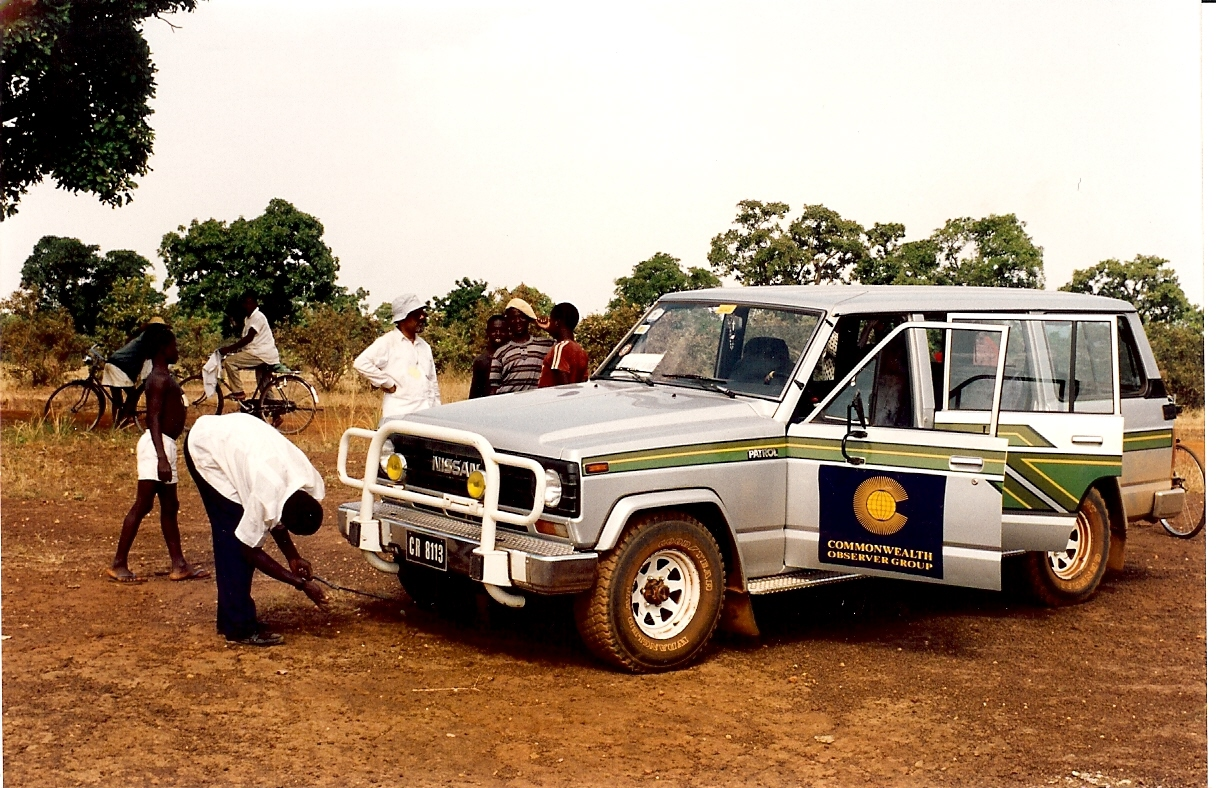 NISSAN
PATROL
CR 8113
COMMONWEALTH
OBSERVER GROUP